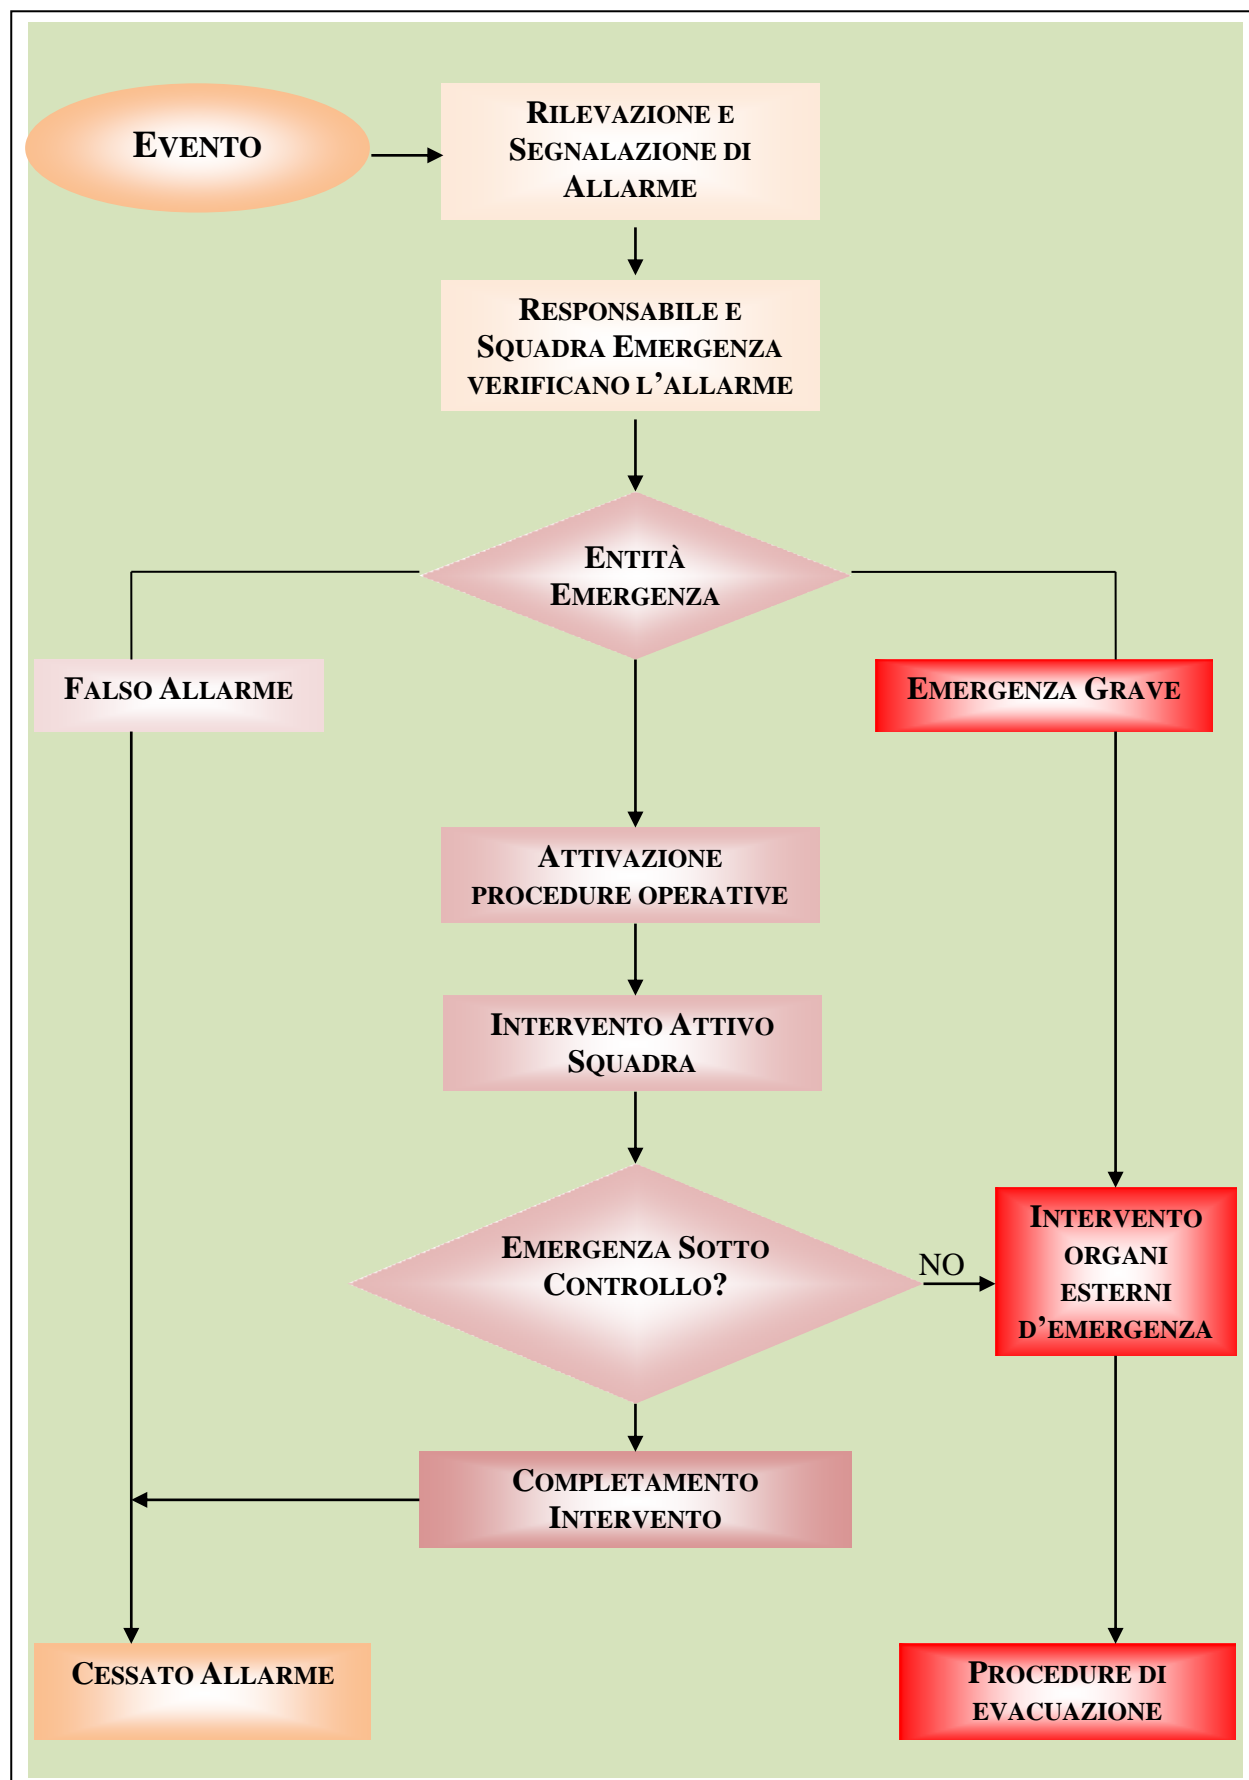 EVENTO
RILEVAZIONE E
SEGNALAZIONE DI
ALLARME
RESPONSABILE E
SQUADRA EMERGENZA
VERIFICANO L'ALLARME
ENTITÀ
EMERGENZA
FALSO ALLARME
EMERGENZA GRAVE
ATTIVAZIONE
PROCEDURE OPERATIVE
INTERVENTO ATTIVO
SQUADRA
EMERGENZA SOTTO
CONTROLLO?
NO
INTERVENTO
ORGANI
ESTERNI
D'EMERGENZA
COMPLETAMENTO
INTERVENTO
CESSATO ALLARME
PROCEDURE DI
EVACUAZIONE